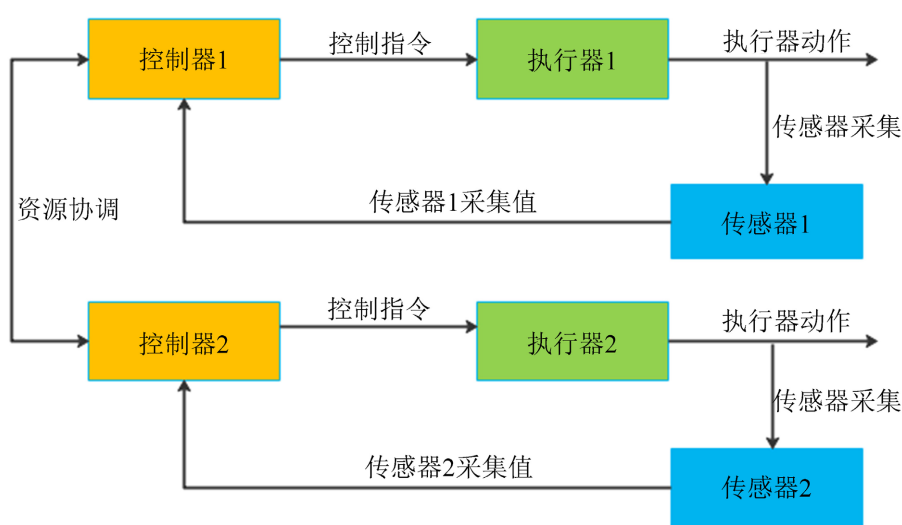 控制器1
控制指令
执行器1
执行器动作
传感器采集
资源协调
传感器1采集值
传感器1
控制器2
控制指令
执行器2
执行器动作
传感器采集
传感器2采集值
传感器2